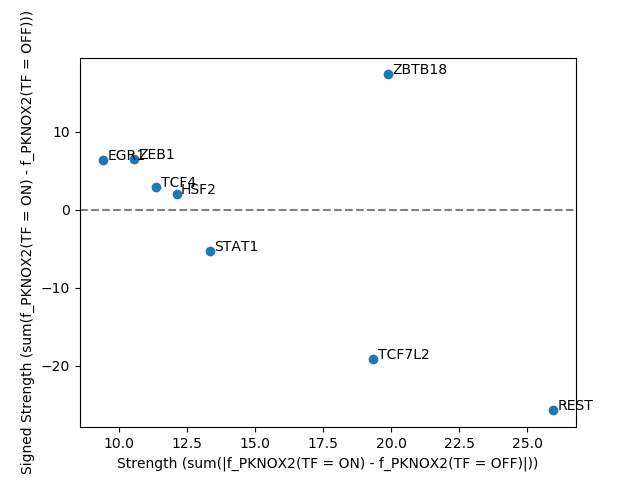 Signed Strength (sum(f_PKNOX2(TF = ON) - f_PKNOX2(TF = OFF)))
10
0
−10
−20
ZBTB18
EGR1
ZEB1
TCF4
HSF2
STAT1
TCF7L2
REST
10.0 12.5 15.0 17.5 20.0 22.5 25.0
Strength (sum(|f_PKNOX2(TF = ON) - f_PKNOX2(TF = OFF)|))